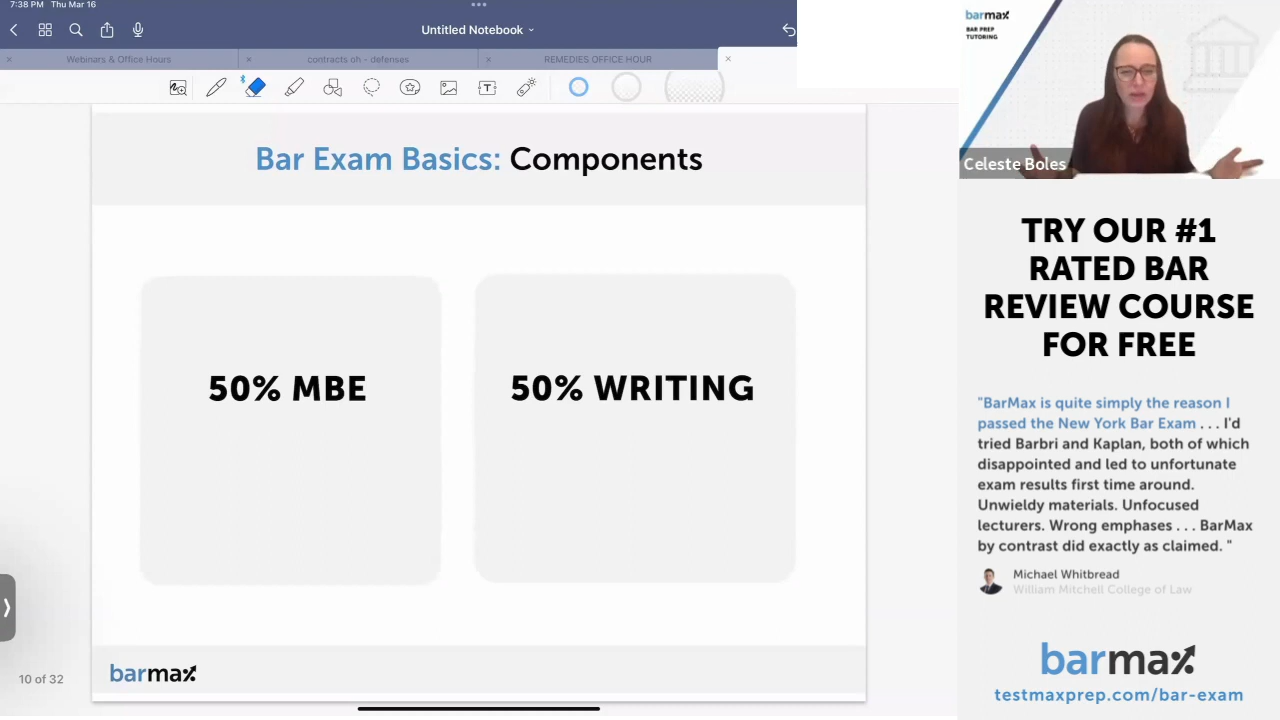 7:38 PM Thu Mar 16
Untitled Notebook
Webinars & Office Hours
contracts oh - defenses
REMEDIES OFFICE HOUR
Bar Exam Basics: Components
50% MBE
50% WRITING
barmax
10 of 32
barmax
BAR PREP
TUTORING
Celeste Boles
TRY OUR #1
RATED BAR
REVIEW COURSE
FOR FREE
"BarMax is quite simply the reason I
passed the New York Bar Exam . . . I'd
tried Barbri and Kaplan, both of which
disappointed and led to unfortunate
exam results first time around.
Unwieldy materials. Unfocused
lecturers. Wrong emphases . . . BarMax
by contrast did exactly as claimed. "
Michael Whitbread
William Mitchell College of Law
barmax
testmaxprep.com/bar-exam